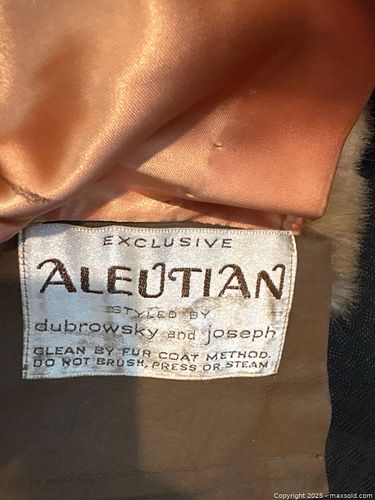 EXCLUSIVE
ALEUTIAN
STYLED BY
dubrowsky and joseph
CLEAN BY FUR COAT METHOD.
DO NOT BRUSH, PRESS OR STEAM
Copyright 2025 - maxsold.com